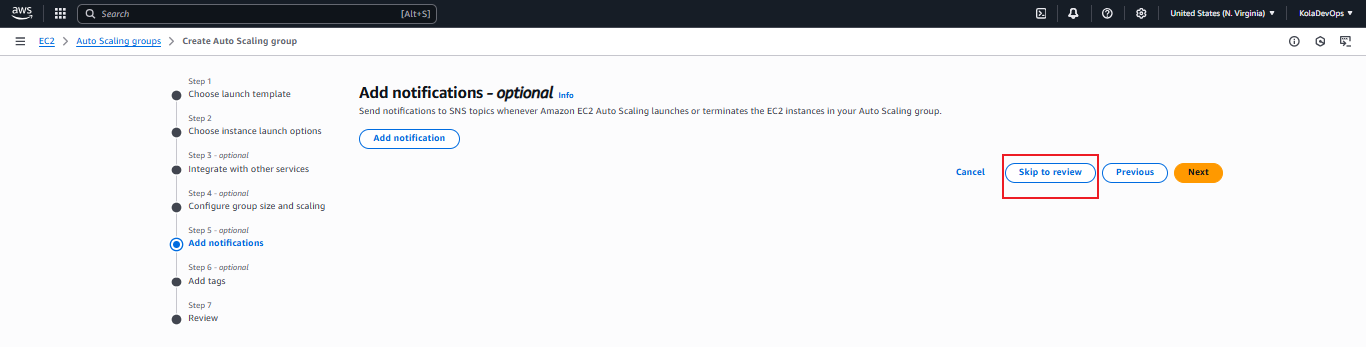 aws
Search
[Alt+S]
United States (N. Virginia)
KolaDevOps
EC2
Auto Scaling groups
Create Auto Scaling group
Step 1
Choose launch template
Step 2
Choose instance launch options
Step 3 - optional
Integrate with other services
Step 4 - optional
Configure group size and scaling
Step 5 - optional
Add notifications
Step 6 - optional
Add tags
Step 7
Review
Add notifications - optional Info
Send notifications to SNS topics whenever Amazon EC2 Auto Scaling launches or terminates the EC2 instances in your Auto Scaling group.
Add notification
Cancel
Skip to review
Previous
Next